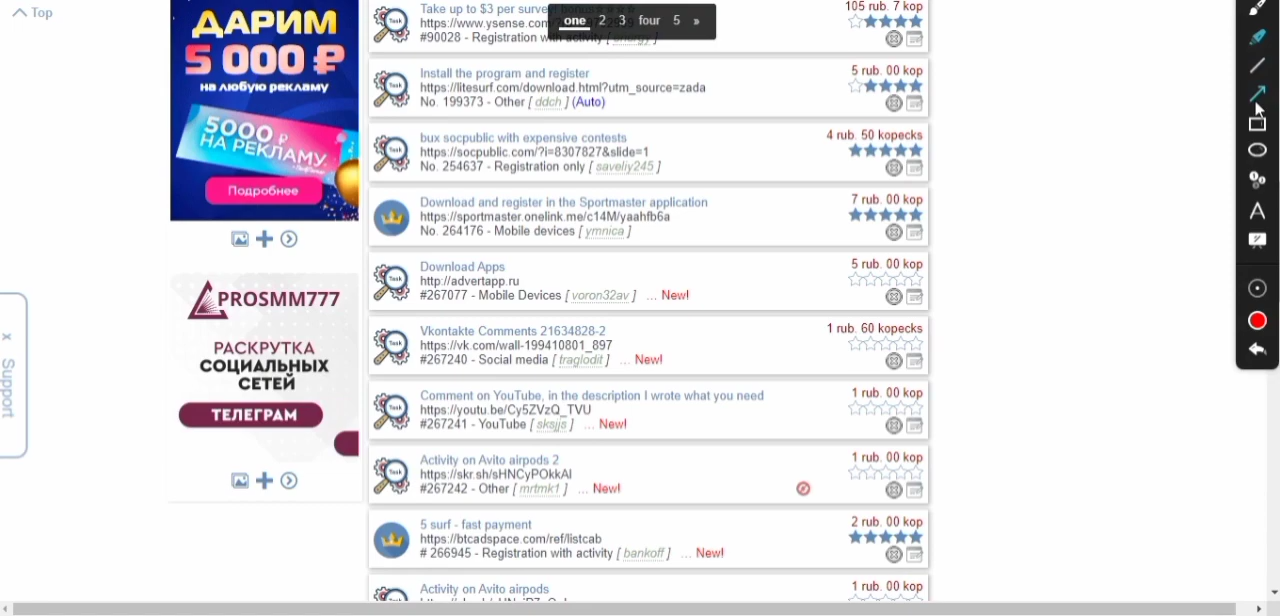 Top
ДАРИМ
5 000 ₽
на любую рекламу
5000 ₽
НА РЕКЛАМУ
Подробнее
PROSMM777
РАСКРУТКА
СОЦИАЛЬНЫХ
СЕТЕЙ
ТЕЛЕГРАМ
x Support
one 2 3 four 5 »
Take up to $3 per survey!
105 rub. 7 kop
https://www.ysense.com
#90028 - Registration with activity [ energy ]
Task
Install the program and register
5 rub. 00 kop
https://litesurf.com/download.html?utm_source=zada
No. 199373 - Other [ ddch ] (Auto)
Task
bux socpublic with expensive contests
4 rub. 50 kopecks
https://socpublic.com/?i=8307827&slide=1
No. 254637 - Registration only [ saveliy245 ]
Task
Download and register in the Sportmaster application
7 rub. 00 kop
https://sportmaster.onelink.me/c14M/yaahfb6a
No. 264176 - Mobile devices [ ymnica ]
Download Apps
5 rub. 00 kop
http://advertapp.ru
#267077 - Mobile Devices [ voron32av ] ... New!
Task
Vkontakte Comments 21634828-2
1 rub. 60 kopecks
https://vk.com/wall-199410801_897
#267240 - Social media [ traglodit ] ... New!
Task
Comment on YouTube, in the description I wrote what you need
1 rub. 00 kop
https://youtu.be/Cy5ZVzQ_TVU
#267241 - YouTube [ sksjjs ] ... New!
Task
Activity on Avito airpods 2
1 rub. 00 kop
https://skr.sh/sHNCyPOkkAl
#267242 - Other [ mrtmk1 ] ... New!
Task
5 surf - fast payment
2 rub. 00 kop
https://btcadspace.com/ref/listcab
# 266945 - Registration with activity [ bankoff ] ... New!
Activity on Avito airpods
1 rub. 00 kop
A